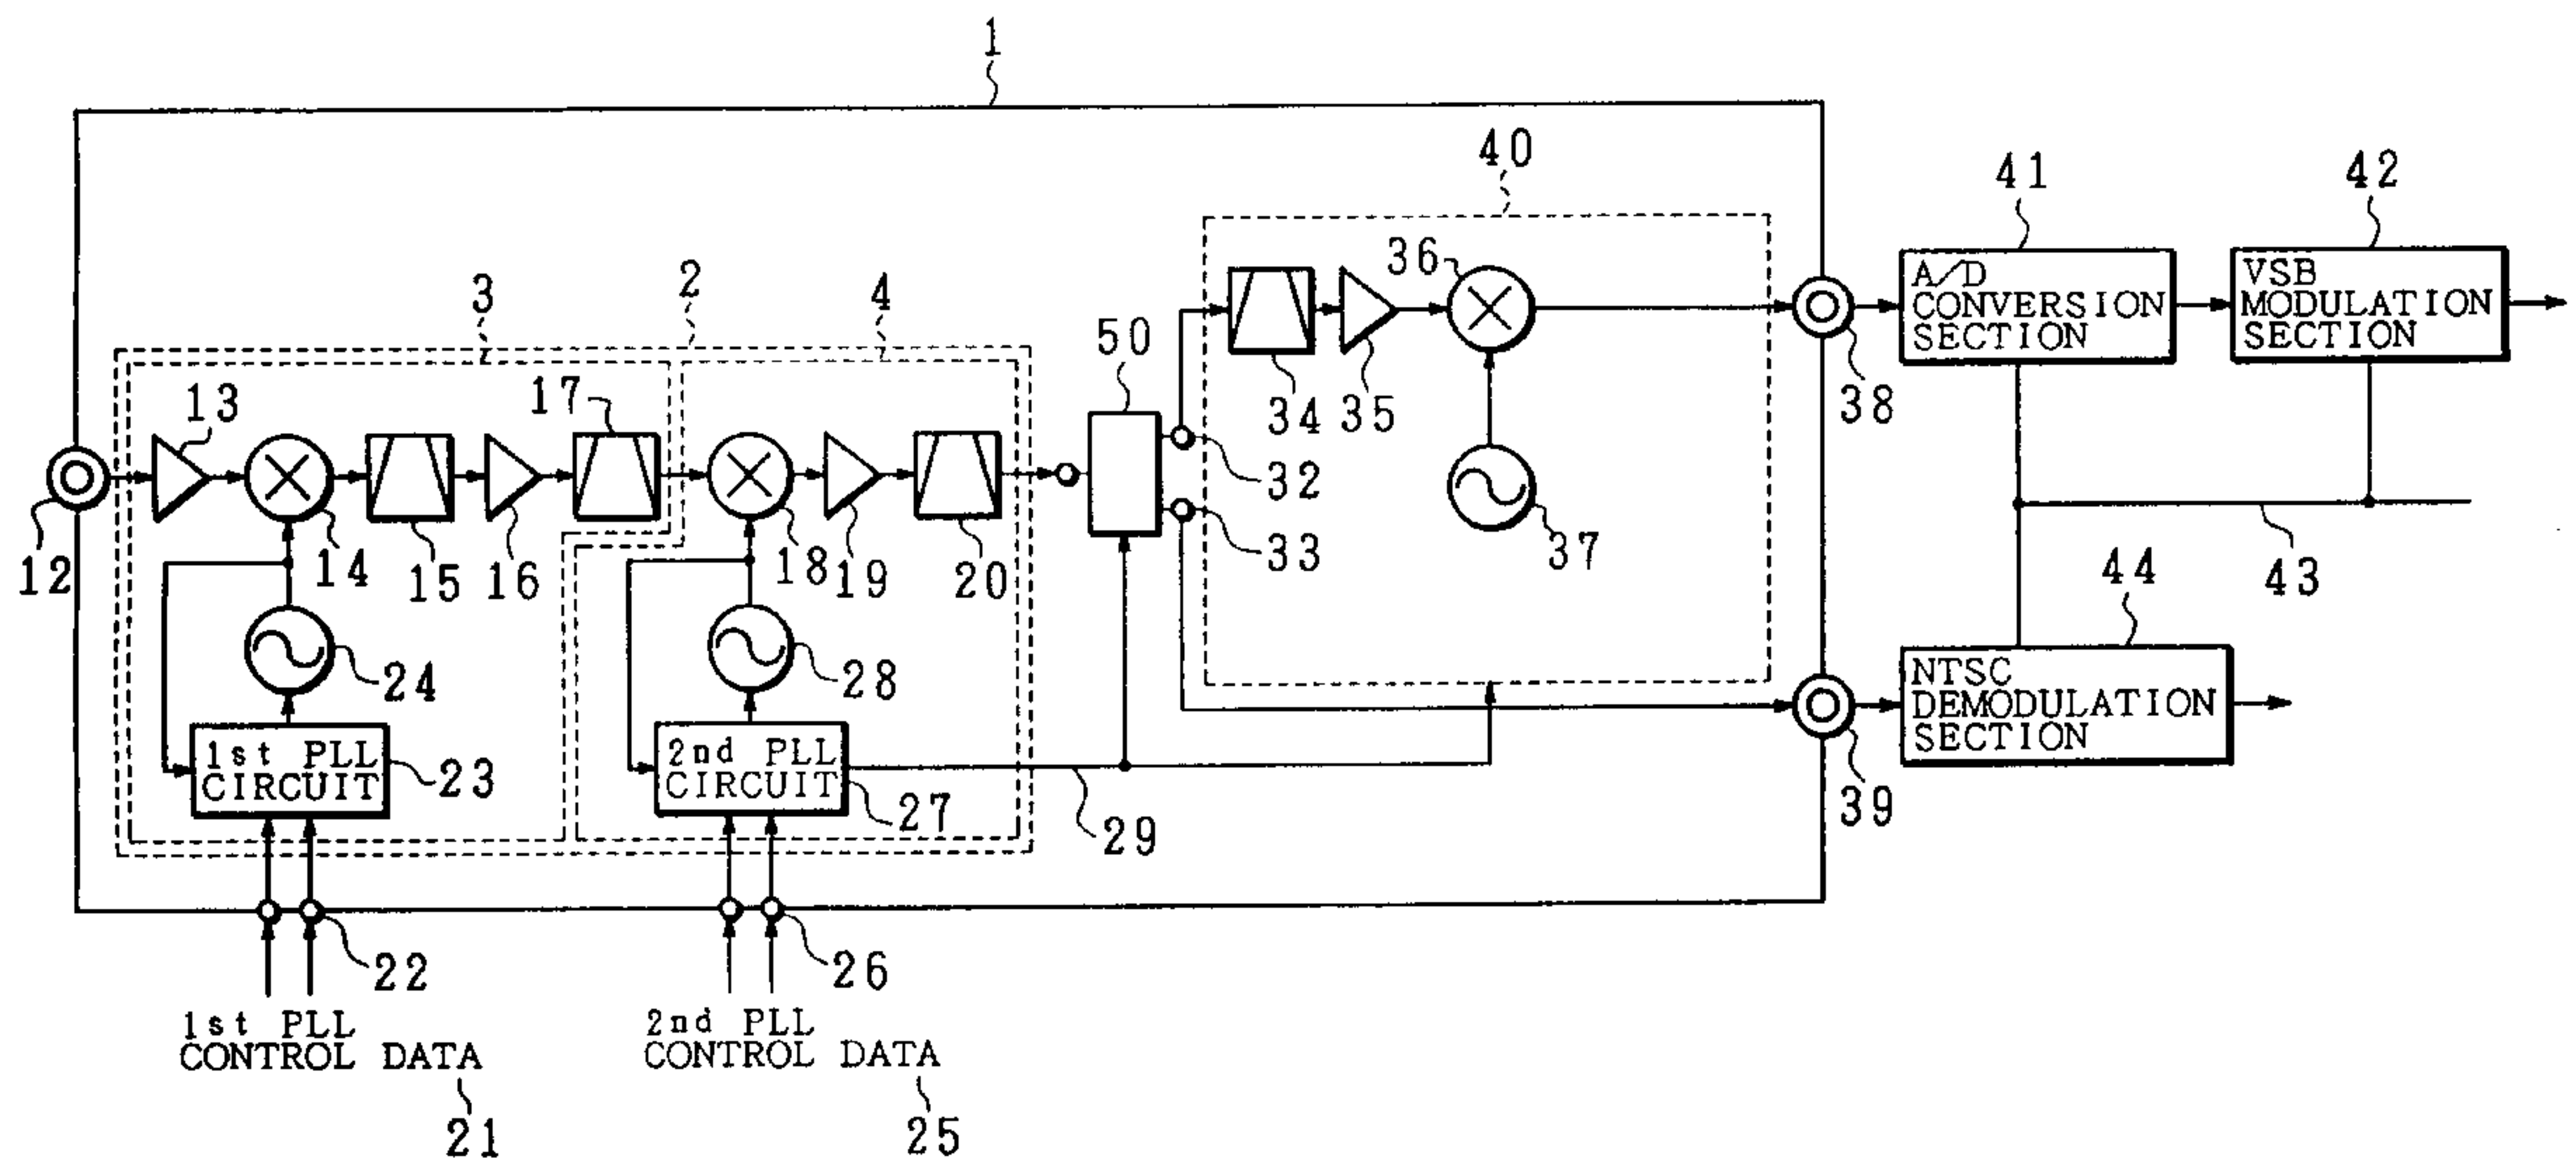 1
40
41
42
A/D
CONVERSION
SECTION
VSB
MODULATION
SECTION
36
3
2
4
50
34
35
38
13
17
32
12
14
15
16
18
19
20
33
37
43
44
24
28
NTSC
DEMODULATION
SECTION
1st PLL
CIRCUIT
23
2nd PLL
CIRCUIT
27
29
39
22
26
1st PLL
CONTROL DATA
21
2nd PLL
CONTROL DATA
25